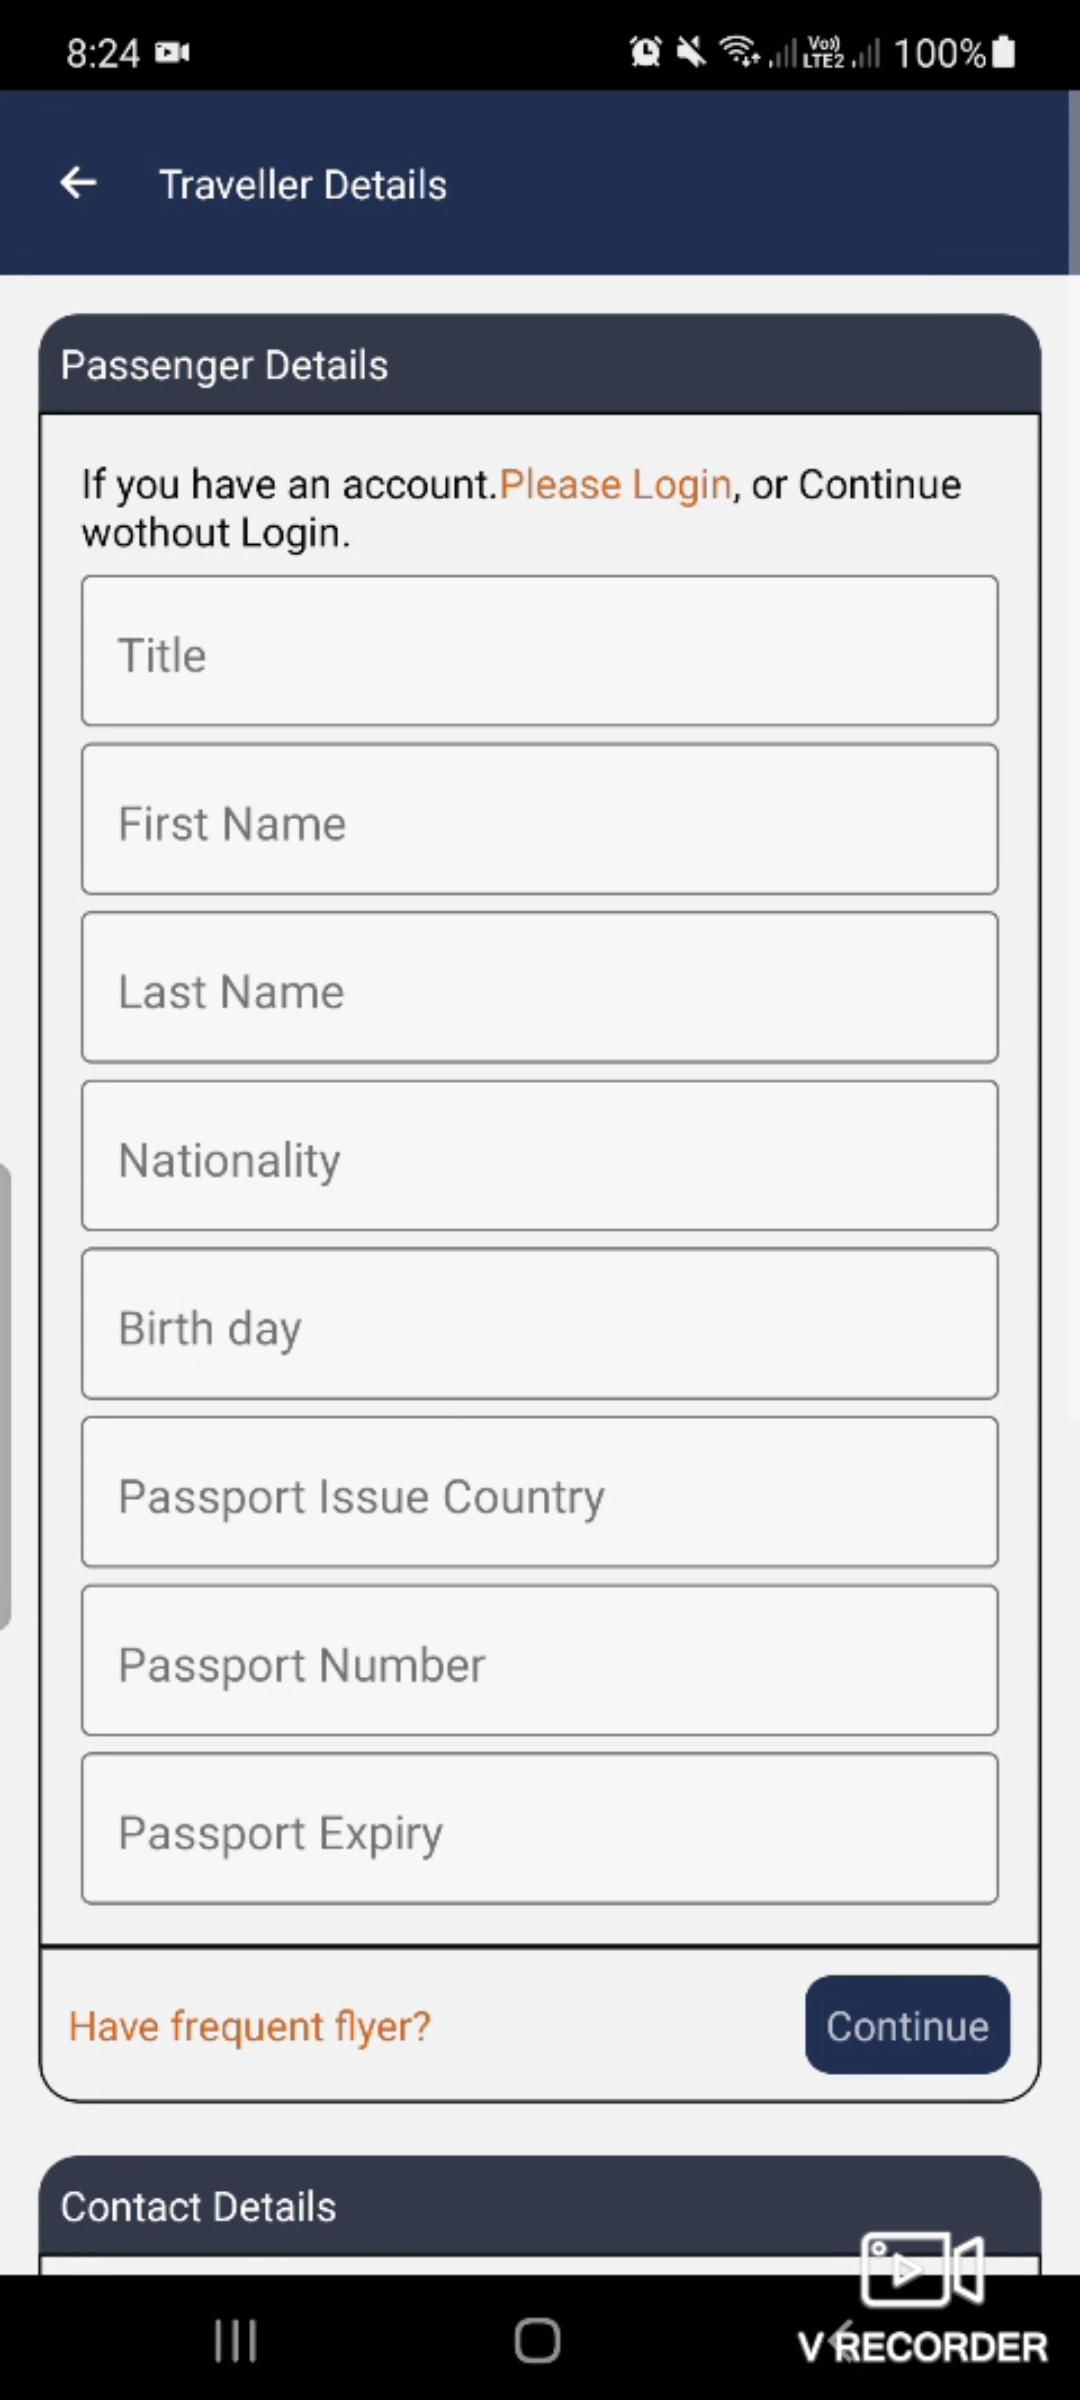 8:24
Vo)) LTE2 100%
Traveller Details
Passenger Details
If you have an account.Please Login, or Continue
wothout Login.
Title
First Name
Last Name
Nationality
Birth day
Passport Issue Country
Passport Number
Passport Expiry
Have frequent flyer?
Continue
Contact Details
V RECORDER